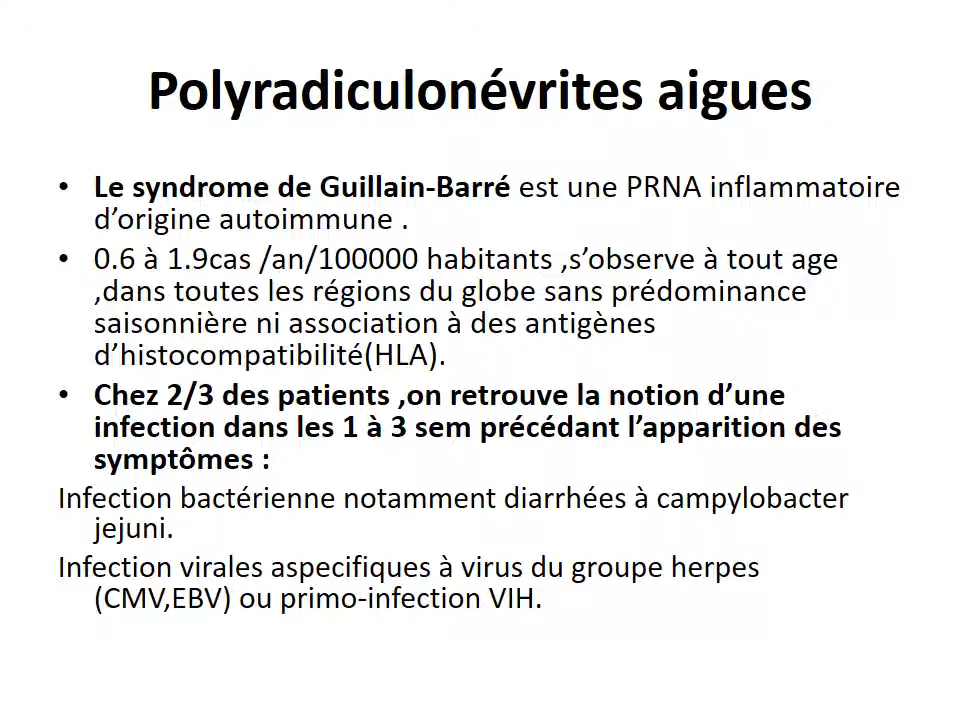 Polyradiculonévrites aigues
• Le syndrome de Guillain-Barré est une PRNA inflammatoire
d’origine autoimmune .
• 0.6 à 1.9cas /an/100000 habitants ,s’observe à tout age
,dans toutes les régions du globe sans prédominance
saisonnière ni association à des antigènes
d’histocompatibilité(HLA).
• Chez 2/3 des patients ,on retrouve la notion d’une
infection dans les 1 à 3 sem précédant l’apparition des
symptômes :
Infection bactérienne notamment diarrhées à campylobacter
jejuni.
Infection virales aspecifiques à virus du groupe herpes
(CMV,EBV) ou primo-infection VIH.